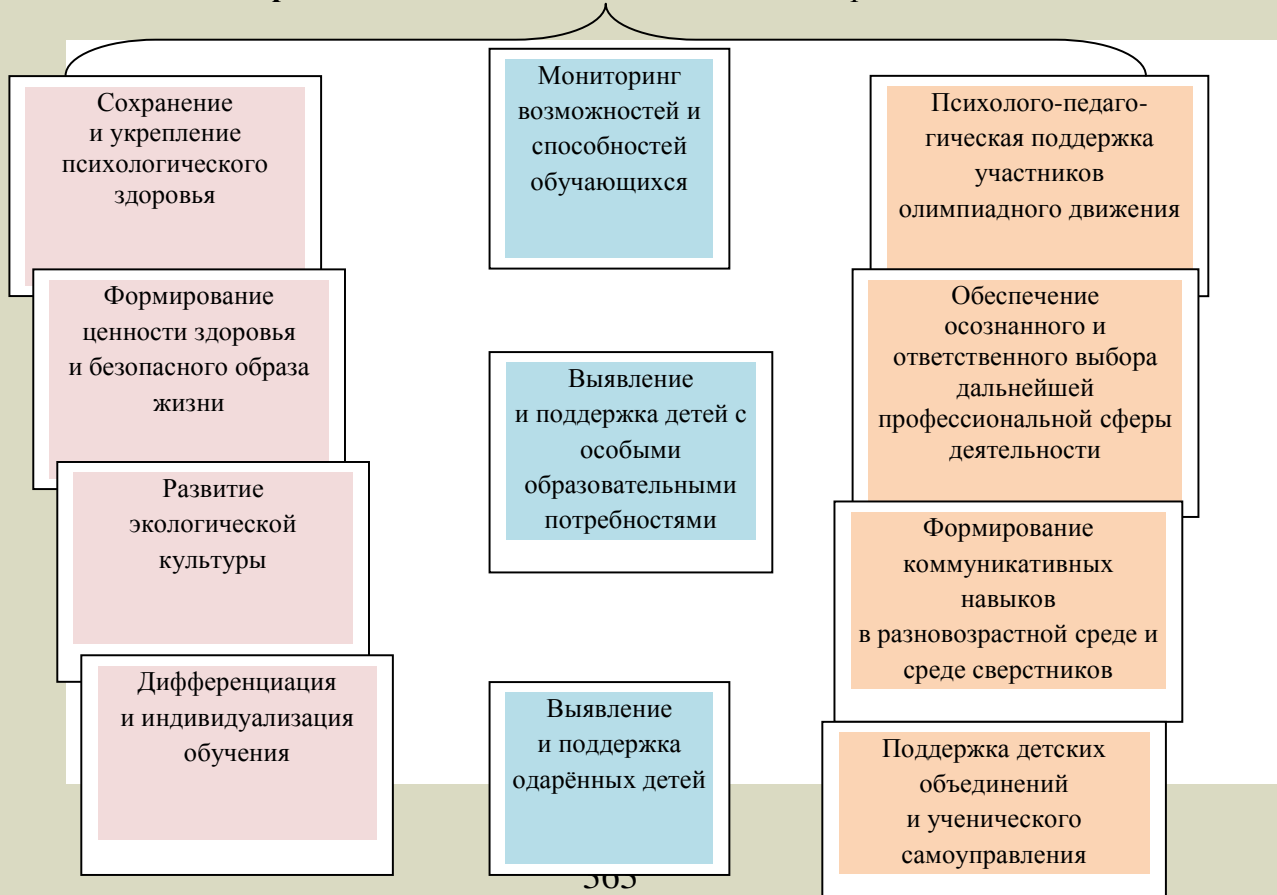 Сохранение
и укрепление
психологического
здоровья
Формирование
ценности здоровья
и безопасного образа
жизни
Развитие
экологической
культуры
Дифференциация
и индивидуализация
обучения
Мониторинг
возможностей и
способностей
обучающихся
Выявление
и поддержка детей с
особыми
образовательными
потребностями
Выявление
и поддержка
одарённых детей
Психолого-педаго-
гическая поддержка
участников
олимпиадного движения
Обеспечение
осознанного и
ответственного выбора
дальнейшей
профессиональной сферы
деятельности
Формирование
коммуникативных
навыков
в разновозрастной среде и
среде сверстников
Поддержка детских
объединений
и ученического
самоуправления